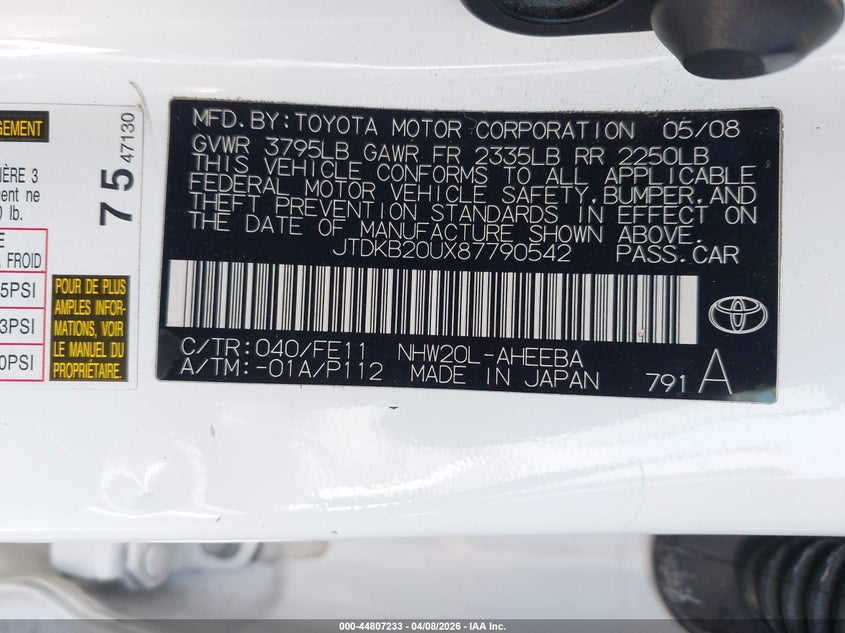 GEMENT
IÈRE 3
ent ne
lb.
E
FROID
5PSI
3PSI
0PSI
75 47130
POUR DE PLUS
AMPLES INFOR-
MATIONS, VOIR
LE MANUEL DU
PROPRIÉTAIRE.
MFD.BY:TOYOTA MOTOR CORPORATION 05/08
GVWR 3795LB GAWR FR 2335LB RR 2250LB
THIS VEHICLE CONFORMS TO ALL APPLICABLE
FEDERAL MOTOR VEHICLE SAFETY,BUMPER,AND
THEFT PREVENTION STANDARDS IN EFFECT ON
THE DATE OF MANUFACTURE SHOWN ABOVE.
JTDKB20UX87790542 PASS.CAR
C/TR:040/FE11 NHW20L-AHEEBA
A/TM:-01A/P112 MADE IN JAPAN 791 A
000-44807233 - 04/08/2026 - IAA Inc.